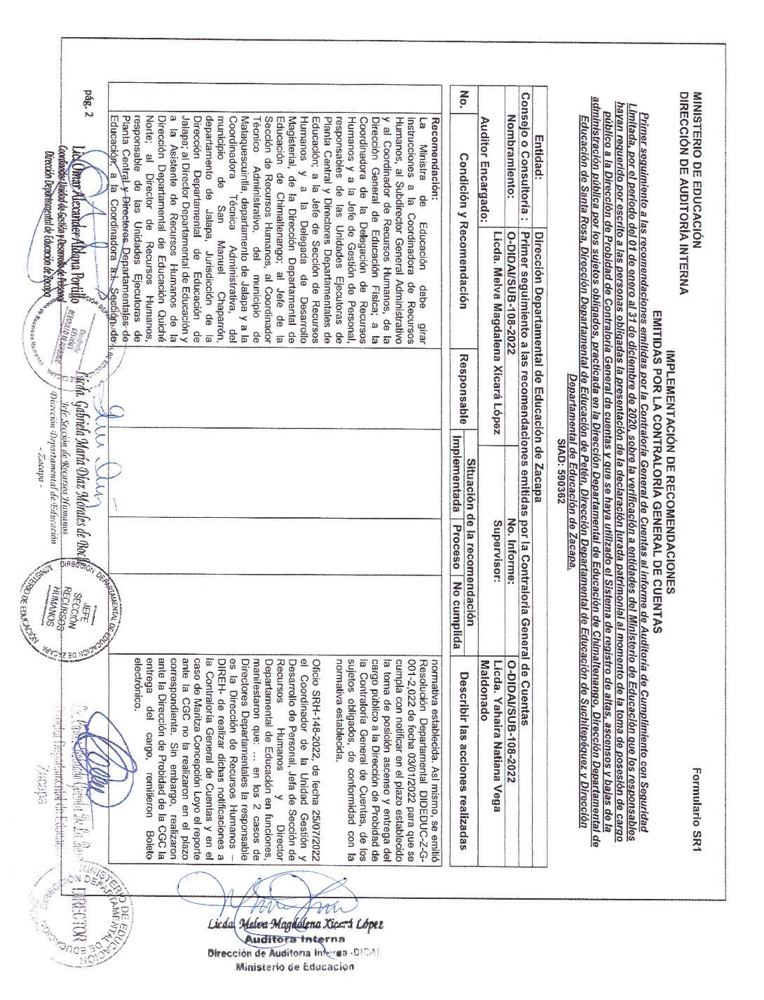 MINISTERIO DE EDUCACIÓN
DIRECCIÓN DE AUDITORÍA INTERNA
Formulario SR1
IMPLEMENTACIÓN DE RECOMENDACIONES
EMITIDAS POR LA CONTRALORÍA GENERAL DE CUENTAS
Primer seguimiento a las recomendaciones emitidas por la Contraloría General de Cuentas al Informe de Auditoría de Cumplimiento con Seguridad
Limitada, por el período del 01 de enero al 31 de diciembre de 2020, sobre la verificación a entidades del Ministerio de Educación que los responsables
hayan requerido por escrito a las personas obligadas la presentación de la declaración jurada patrimonial al momento de la toma de posesión de cargo
público a la Dirección de Probidad de Contraloría General de cuentas y que se haya utilizado el Sistema de registro de altas, ascensos y bajas de la
administración pública por los sujetos obligados, practicada en la Dirección Departamental de Educación de Chimaltenango, Dirección Departamental de
Educación de Santa Rosa, Dirección Departamental de Educación de Petén, Dirección Departamental de Educación de Suchitepéquez y Dirección
Departamental de Educación de Zacapa.
SIAD: 590362
Entidad: Dirección Departamental de Educación de Zacapa
Consejo o Consultoría : Primer seguimiento a las recomendaciones emitidas por la Contraloría General de Cuentas
Nombramiento: O-DIDAI/SUB-108-2022 No. Informe: O-DIDAI/SUB-108-2022
Auditor Encargado: Licda. Melva Magdalena Xicará López Supervisor: Licda. Yahaira Natiana Vega
Maldonado
No. Condición y Recomendación Responsable Situación de la recomendación Describir las acciones realizadas
Implementada Proceso No cumplida
Recomendación:
La Ministra de Educación debe girar
instrucciones a la Coordinadora de Recursos
Humanos, al Subdirector General Administrativo
y al Coordinador de Recursos Humanos, de la
Dirección General de Educación Física; a la
Coordinadora de la Delegación de Recursos
Humanos y a la Jefe de Gestión de Personal,
responsables de las Unidades Ejecutoras de
Planta Central y Directores Departamentales de
Educación; a la Jefe de Sección de Recursos
Humanos y a la Delegada de Desarrollo
Magisterial, de la Dirección Departamental de
Educación de Chimaltenango; al Jefe de la
Sección de Recursos Humanos, al Coordinador
Técnico Administrativo, del municipio de
Mataquescuintla, departamento de Jalapa y a la
Coordinadora Técnica Administrativa, del
municipio de San Manuel Chaparrón,
departamento de Jalapa, Jurisdicción de la
Dirección Departamental de Educación de
Jalapa; al Director Departamental de Educación y
a la Asistente de Recursos Humanos de la
Dirección Departamental de Educación Quiché
Norte; al Director de Recursos Humanos,
responsable de las Unidades Ejecutoras de
Planta Central y Directores Departamentales de
Educación, a la Coordinadora a.i. Sección de
normativa establecida. Así mismo, se emitió
Resolución Departamental DIDEDUC-Z-G-
001-2,022 de fecha 03/01/2022 para que se
cumpla con notificar en el plazo establecido
la toma de posición ascenso y entrega del
cargo público a la Dirección de Probidad de
la Contraloría General de Cuentas, de los
sujetos obligados, de conformidad con la
normativa establecida.
Oficio SRH-148-2022, de fecha 25/07/2022
el Coordinador de la Unidad Gestión y
Desarrollo de Personal, Jefa de Sección de
Recursos Humanos y Director
Departamental de Educación en funciones,
manifestaron que: … en los 2 casos de
Directores Departamentales la responsable
es la Dirección de Recursos Humanos –
DIREH- de realizar dichas notificaciones a
la Contraloría General de Cuentas y en el
caso de Maritza Concepción Loyo el reporte
ante la CGC no la realizaron en el plazo
correspondiente. Sin embargo, realizaron
ante la Dirección de Probidad de la CGC la
entrega del cargo, remitieron Boleto
electrónico.
pág. 2
Lic. Omar Alexander Aldana Portillo
Coordinador Unidad de Gestión y Desarrollo de Personal
Dirección Departamental de Educación de Zacapa
Licda. Gabriela María Díaz Morales de Boche
Jefe Sección de Recursos Humanos
Dirección Departamental de Educación
- Zacapa -
DIRECCIÓN DEPARTAMENTAL DE EDUCACIÓN DE ZACAPA
MINISTERIO DE EDUCACIÓN
JEFE
SECCIÓN
RECURSOS
HUMANOS
Zacapa
MINISTERIO DE EDUCACIÓN
DIRECCIÓN DEPARTAMENTAL DE EDUCACIÓN
DIRECTOR
Licda. Melva Magdalena Xicará López
Auditora Interna
Dirección de Auditoría Interna -DIDAI-
Ministerio de Educación